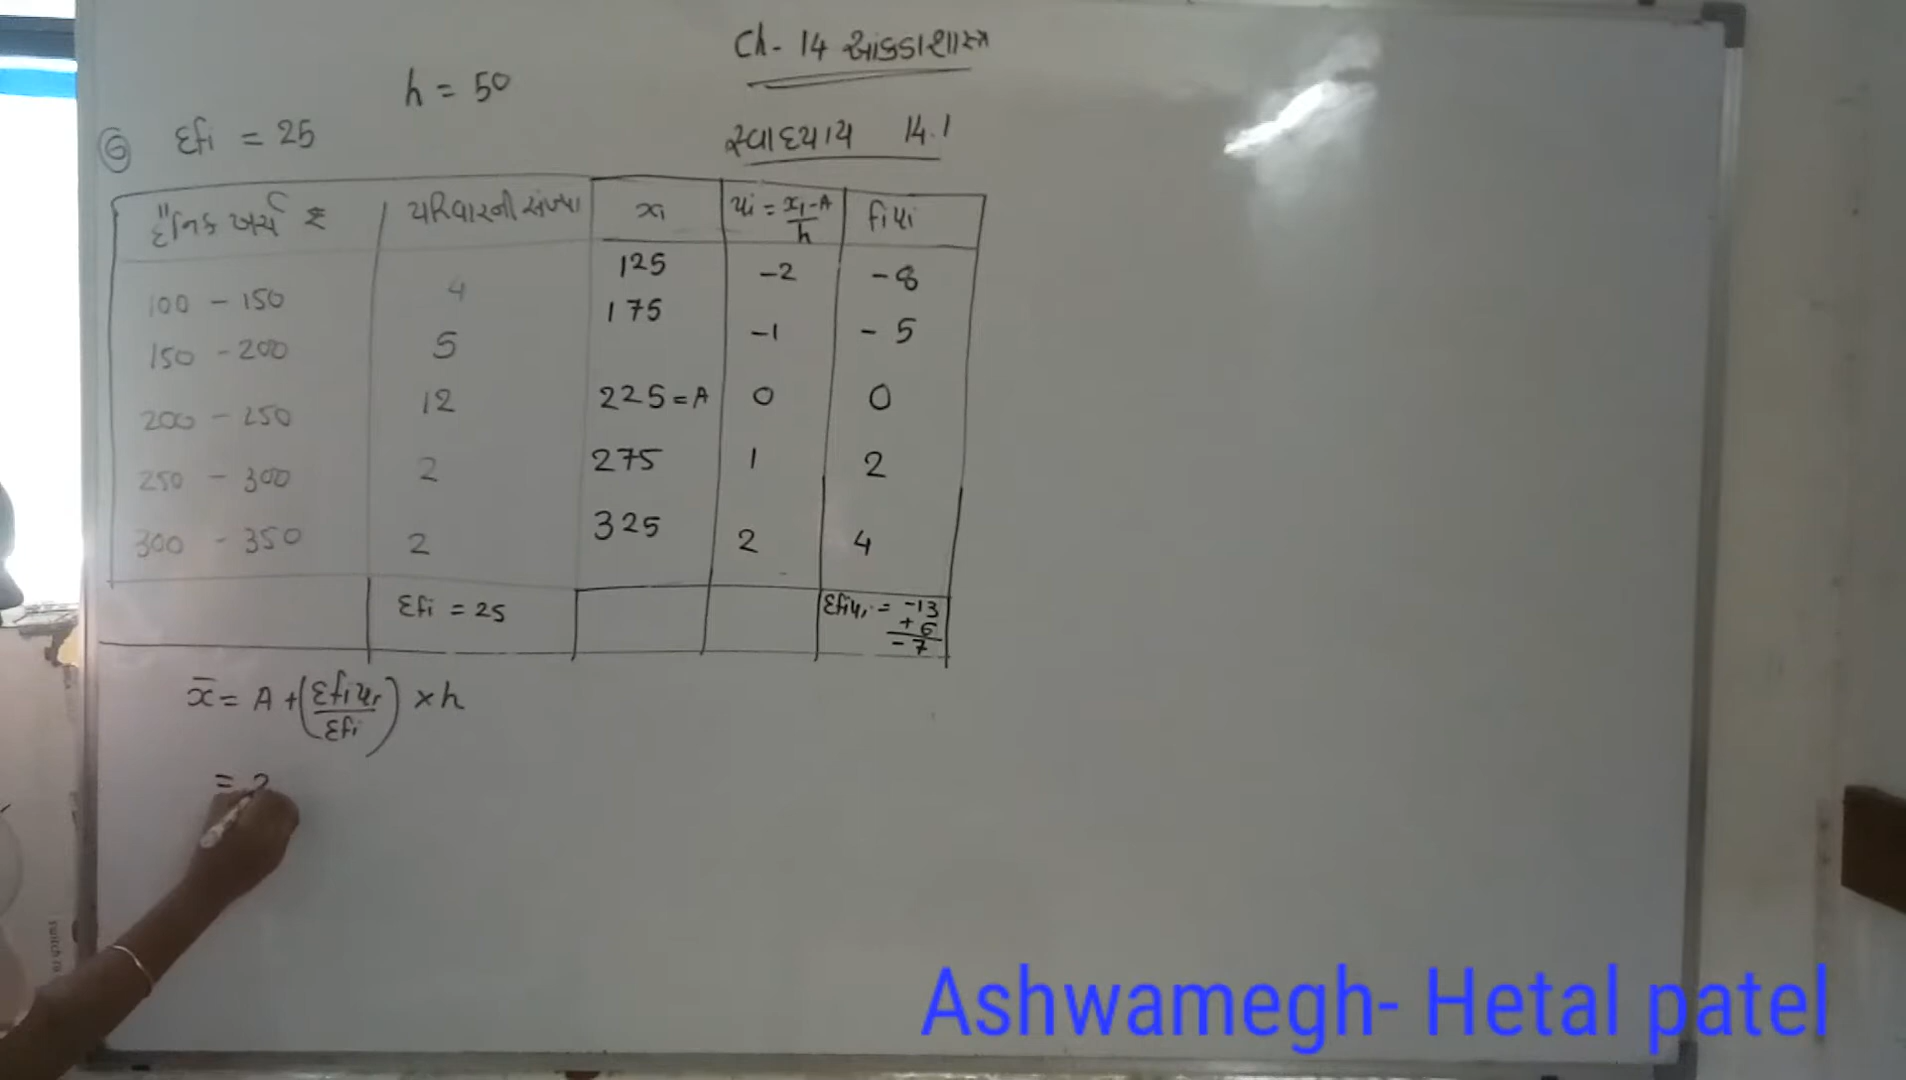 Ch- 14 આંકડાશાસ્ત્ર
h = 50
સ્વાધ્યાય 14.1
⑥ Σfi = 25
દૈનિક ખર્ચ ₹ પરિવારની સંખ્યા xi ui = xi-A/h fiui
100 - 150 4 125 -2 -8
150 - 200 5 175 -1 - 5
200 - 250 12 225 = A 0 0
250 - 300 2 275 1 2
300 - 350 2 325 2 4
Σfi = 25 Σfiui = -13
+ 6
- 7
x̄ = A + (Σfiui/Σfi) × h
= 2
Ashwamegh- Hetal patel